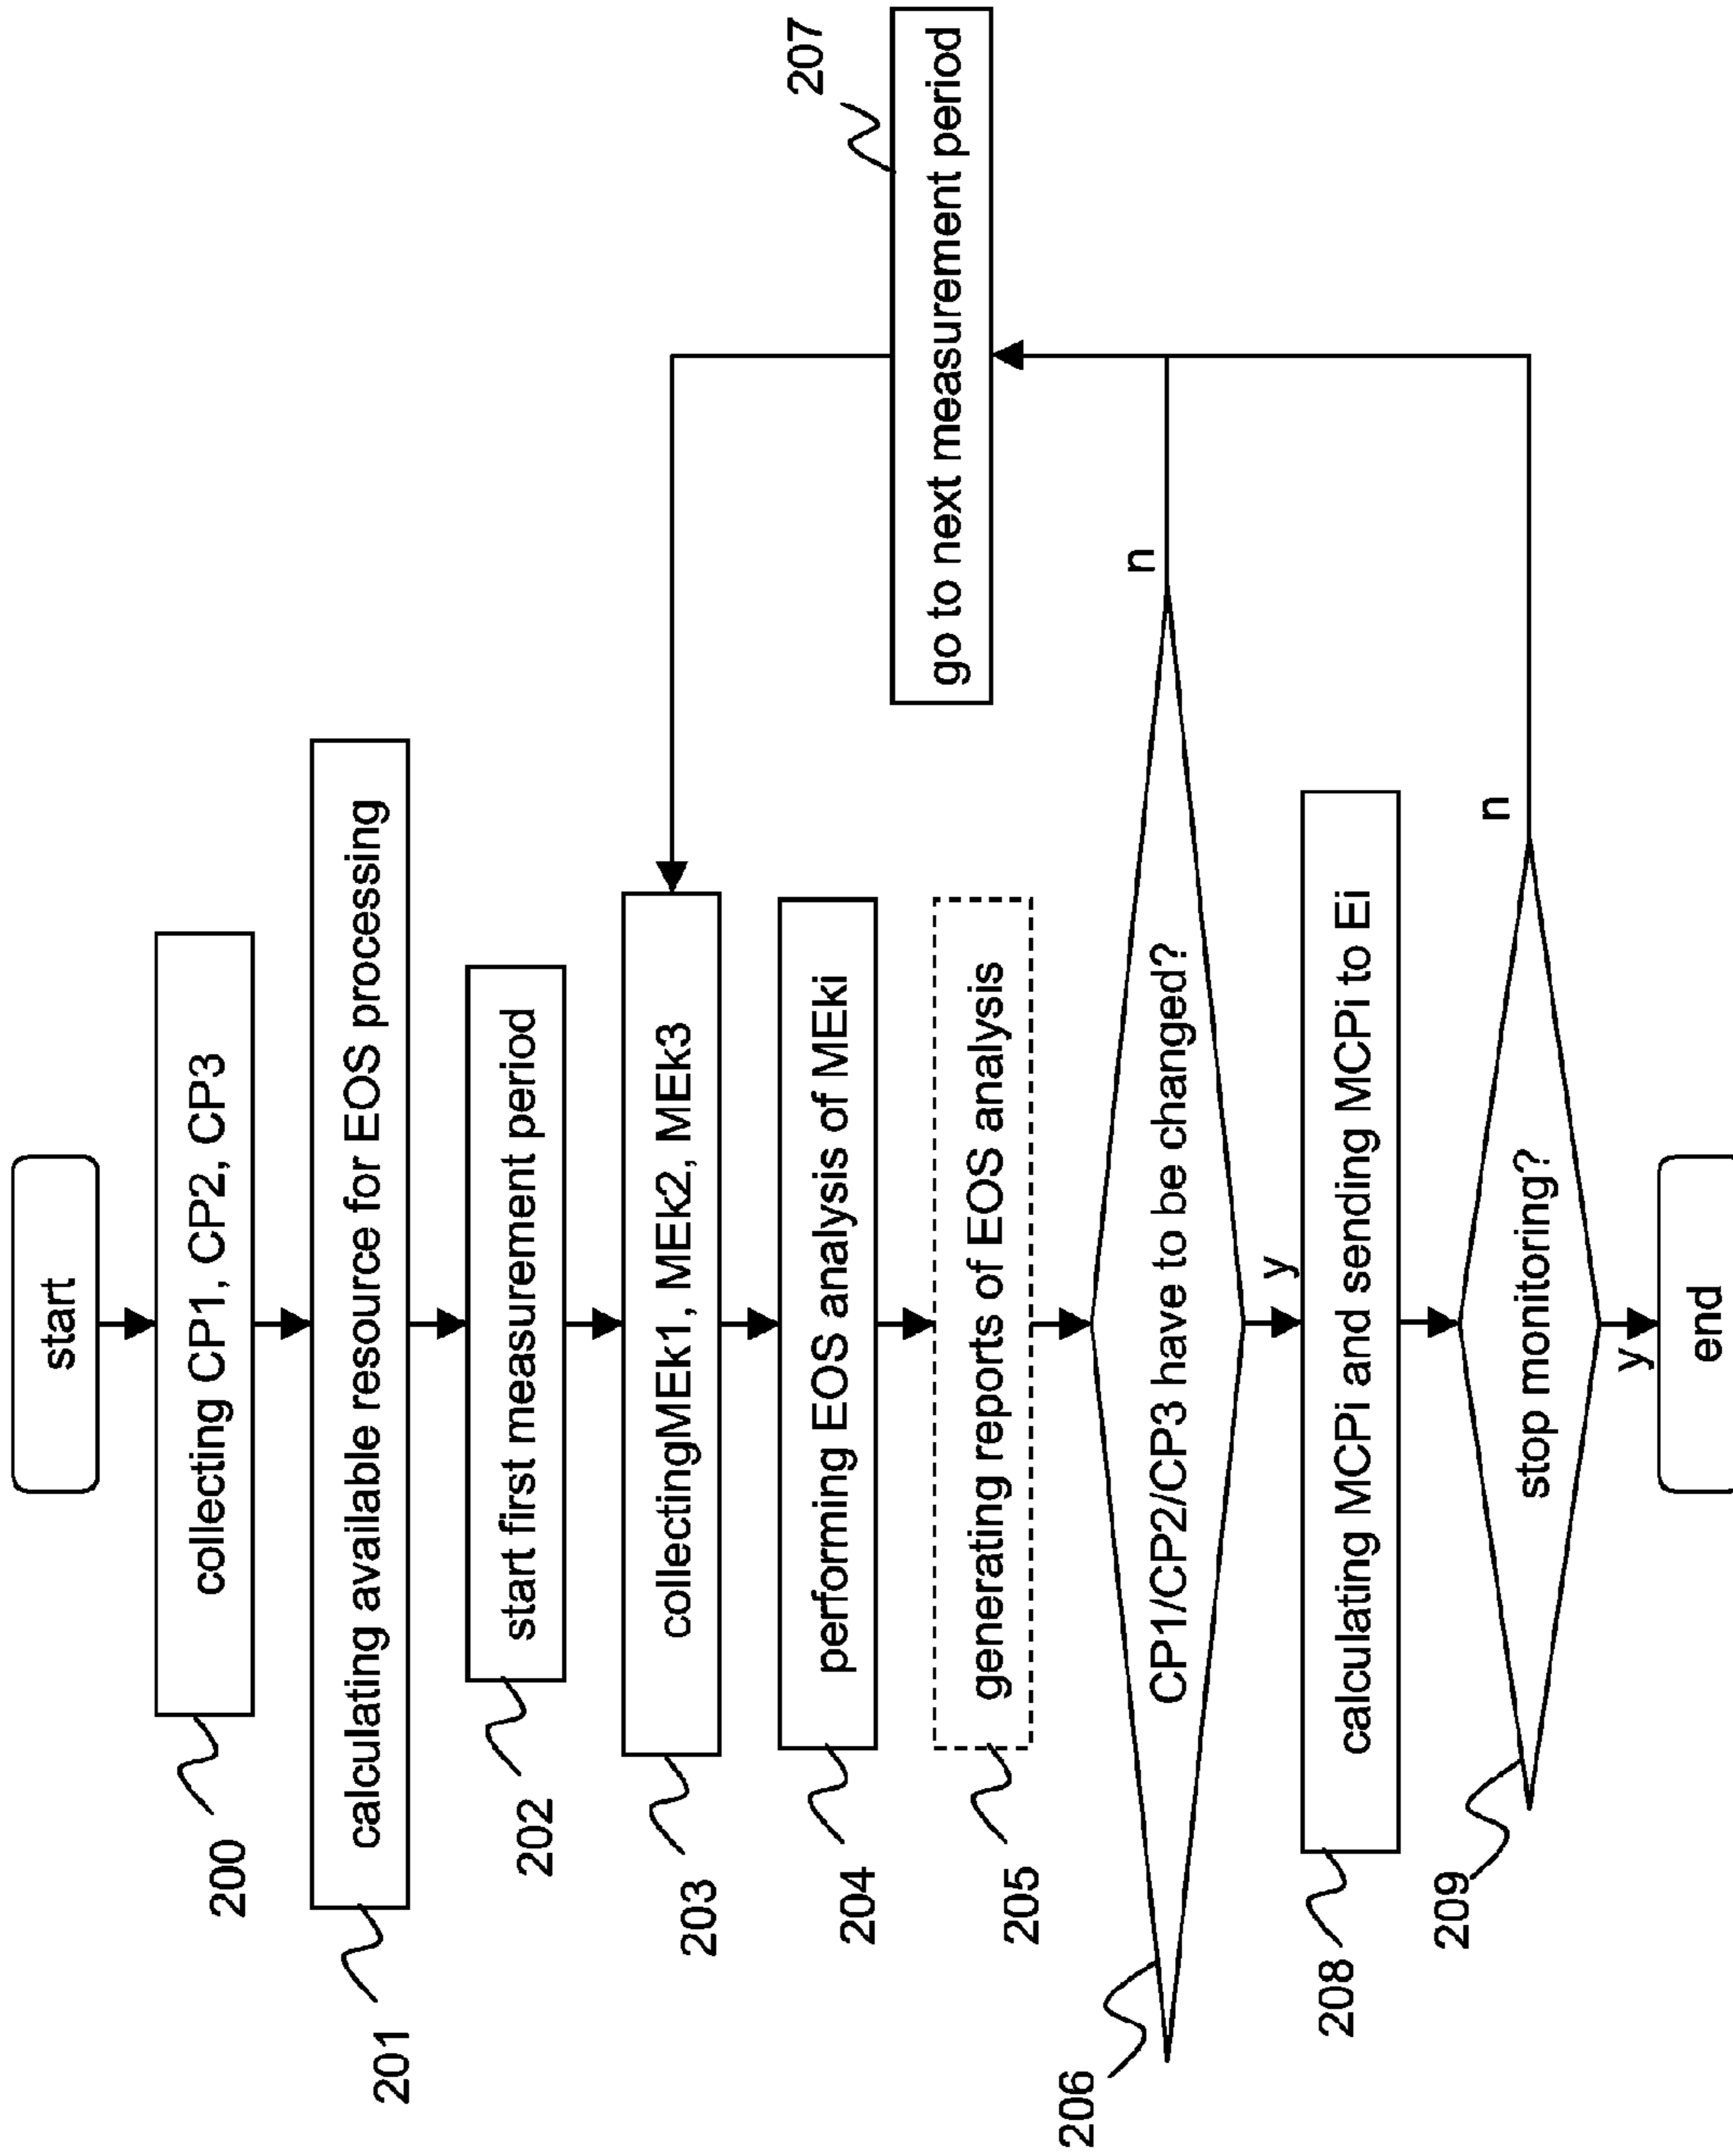 start
200
collecting CP1, CP2, CP3
201
calculating available resource for EOS processing
202
start first measurement period
203
collectingMEk1, MEk2, MEk3
204
performing EOS analysis of MEki
205
generating reports of EOS analysis
207
go to next measurement period
206
CP1/CP2/CP3 have to be changed?
n
y
208
calculating MCPi and sending MCPi to Ei
209
stop monitoring?
n
y
end